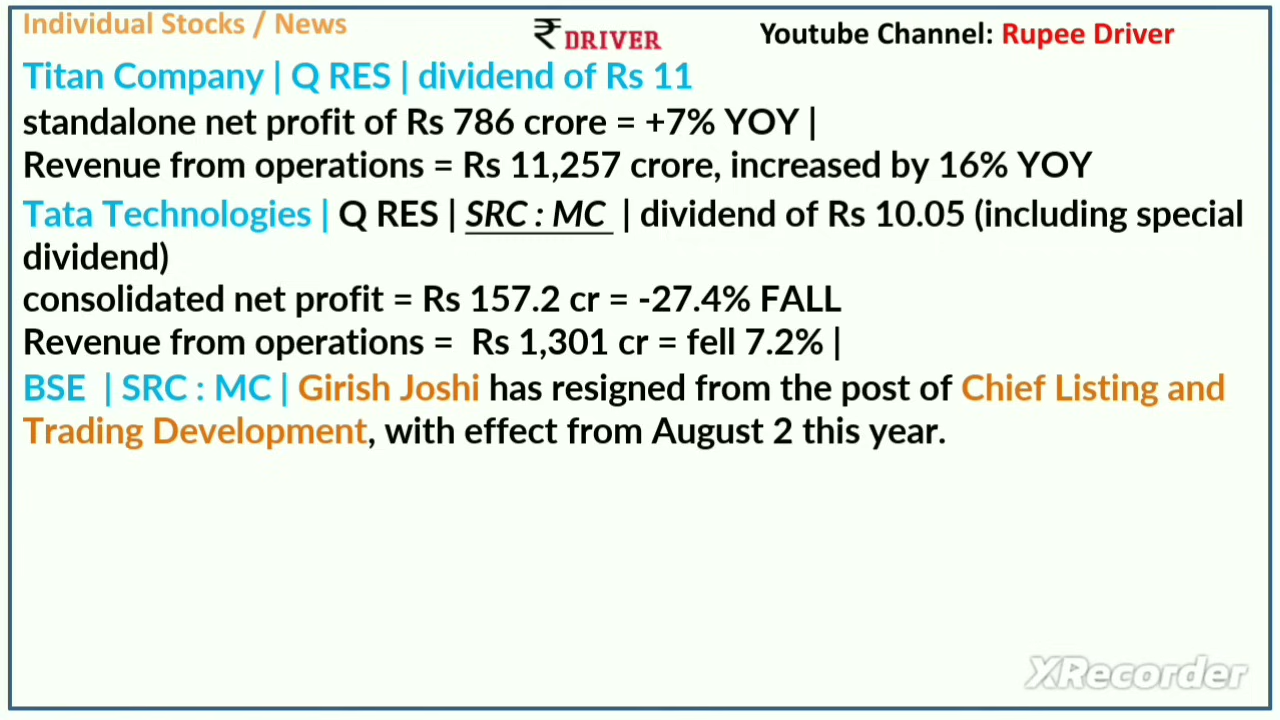 Individual Stocks / News
₹ DRIVER
Youtube Channel: Rupee Driver
Titan Company | Q RES | dividend of Rs 11
standalone net profit of Rs 786 crore = +7% YOY |
Revenue from operations = Rs 11,257 crore, increased by 16% YOY
Tata Technologies | Q RES | SRC : MC | dividend of Rs 10.05 (including special
dividend)
consolidated net profit = Rs 157.2 cr = -27.4% FALL
Revenue from operations = Rs 1,301 cr = fell 7.2% |
BSE | SRC : MC | Girish Joshi has resigned from the post of Chief Listing and
Trading Development, with effect from August 2 this year.
XRecorder